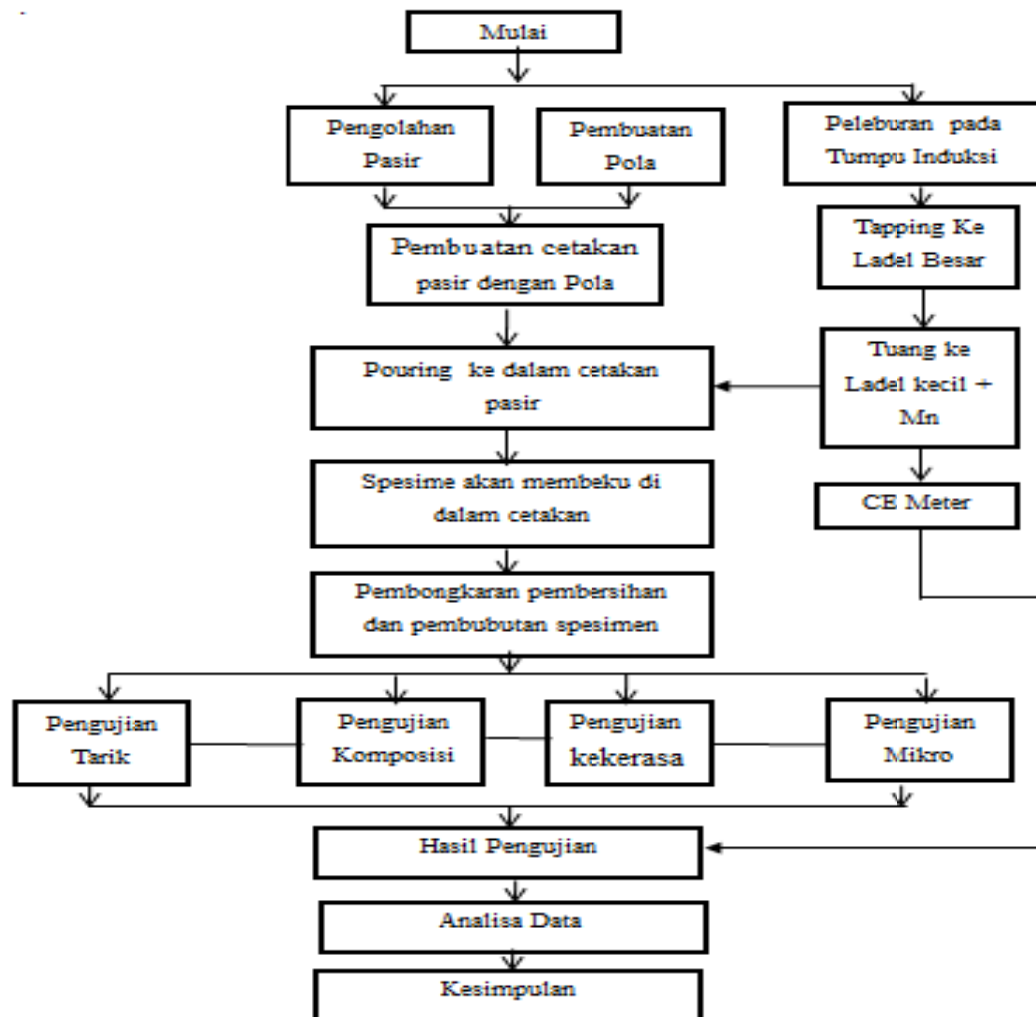 Mulai
Pengolahan
Pasir
Pembuatan
Pola
Peleburan pada
Tumpu Induksi
Tapping Ke
Ladel Besar
Pembuatan cetakan
pasir dengan Pola
Tuang ke
Ladel kecil +
Mn
Pouring ke dalam cetakan
pasir
Spesime akan membeku di
dalam cetakan
CE Meter
Pembongkaran pembersihan
dan pembubutan spesimen
Pengujian
Tarik
Pengujian
Komposisi
Pengujian
kekerasa
Pengujian
Mikro
Hasil Pengujian
Analisa Data
Kesimpulan